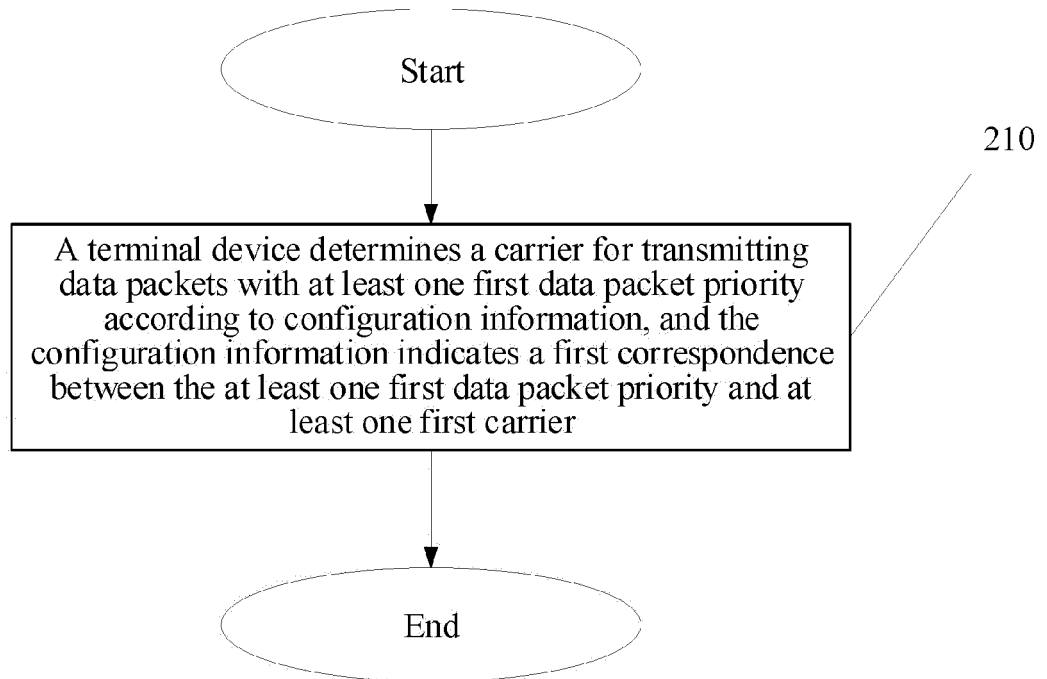 Start
210
A terminal device determines a carrier for transmitting
data packets with at least one first data packet priority
according to configuration information, and the
configuration information indicates a first correspondence
between the at least one first data packet priority and at
least one first carrier
End